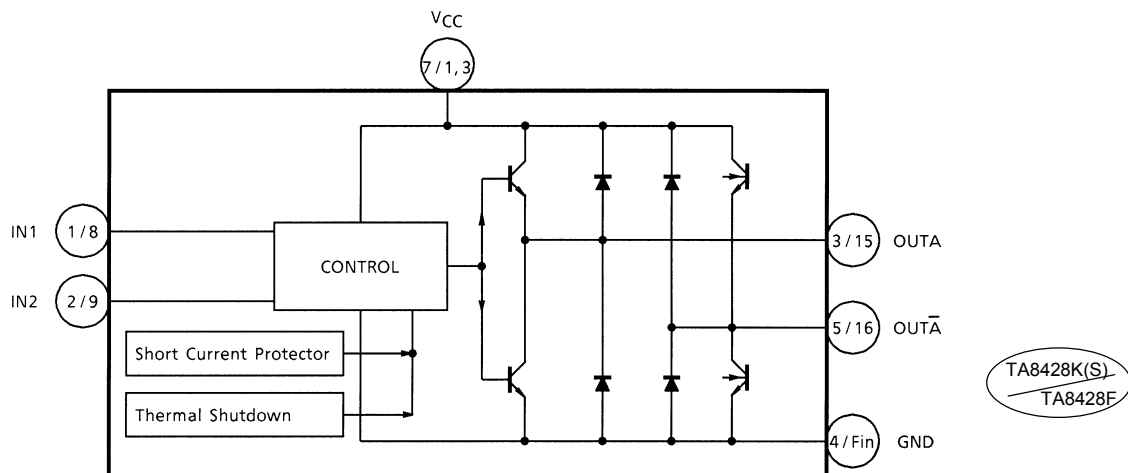 VCC
7/1, 3
IN1 1/8
CONTROL
3/15 OUTA
IN2 2/9
5/16 OUTA̅
Short Current Protector
TA8428K(S)
TA8428F
Thermal Shutdown
4/Fin GND